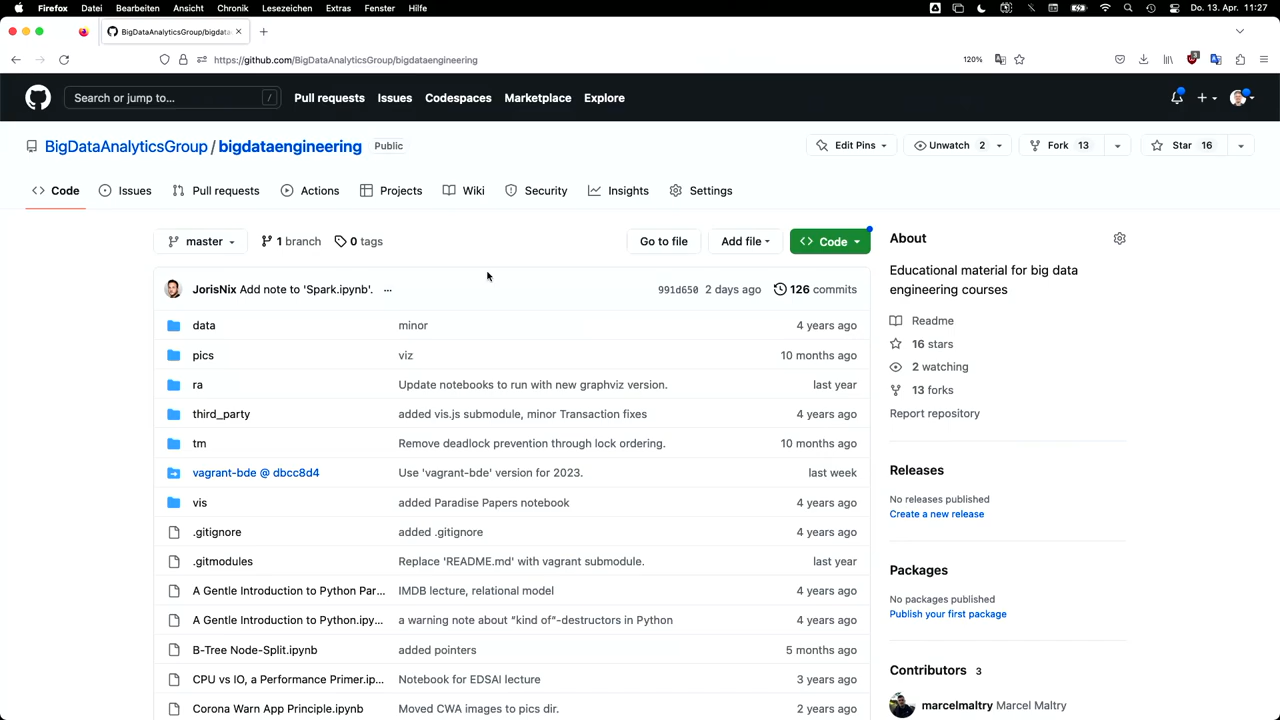 Firefox Datei Bearbeiten Ansicht Chronik Lesezeichen Extras Fenster Hilfe Do. 13. Apr. 11:27
BigDataAnalyticsGroup/bigdata
https://github.com/BigDataAnalyticsGroup/bigdataengineering 120%
Search or jump to... / Pull requests Issues Codespaces Marketplace Explore
BigDataAnalyticsGroup / bigdataengineering Public Edit Pins Unwatch 2 Fork 13 Star 16
Code Issues Pull requests Actions Projects Wiki Security Insights Settings
master 1 branch 0 tags Go to file Add file Code
JorisNix Add note to 'Spark.ipynb'. ... 991d650 2 days ago 126 commits
data minor 4 years ago
pics viz 10 months ago
ra Update notebooks to run with new graphviz version. last year
third_party added vis.js submodule, minor Transaction fixes 4 years ago
tm Remove deadlock prevention through lock ordering. 10 months ago
vagrant-bde @ dbcc8d4 Use 'vagrant-bde' version for 2023. last week
vis added Paradise Papers notebook 4 years ago
.gitignore added .gitignore 4 years ago
.gitmodules Replace 'README.md' with vagrant submodule. last year
A Gentle Introduction to Python Par... IMDB lecture, relational model 4 years ago
A Gentle Introduction to Python.ipy... a warning note about "kind of"-destructors in Python 4 years ago
B-Tree Node-Split.ipynb added pointers 5 months ago
CPU vs IO, a Performance Primer.ip... Notebook for EDSAI lecture 3 years ago
Corona Warn App Principle.ipynb Moved CWA images to pics dir. 2 years ago
About
Educational material for big data
engineering courses
Readme
16 stars
2 watching
13 forks
Report repository
Releases
No releases published
Create a new release
Packages
No packages published
Publish your first package
Contributors 3
marcelmaltry Marcel Maltry